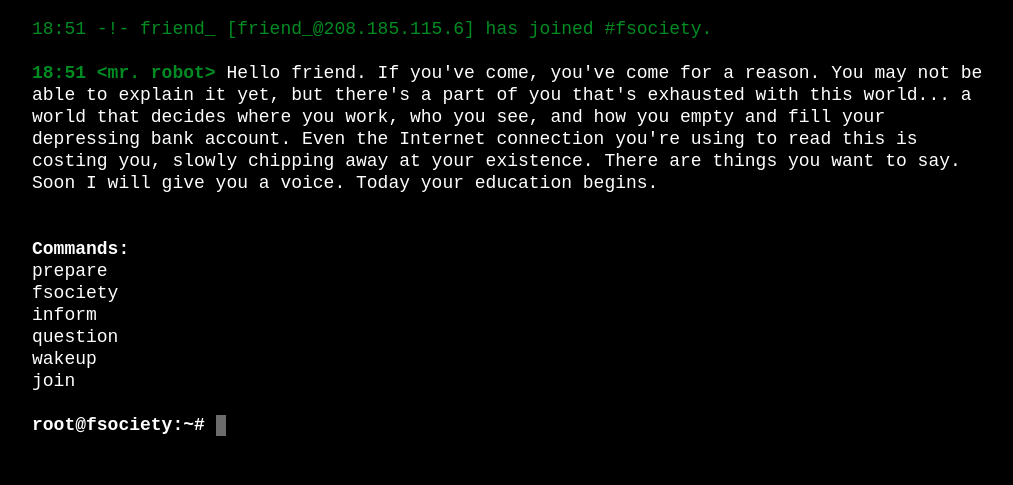 18:51 -!- friend_ [friend_@208.185.115.6] has joined #fsociety.
18:51 <mr. robot> Hello friend. If you've come, you've come for a reason. You may not be
able to explain it yet, but there's a part of you that's exhausted with this world... a
world that decides where you work, who you see, and how you empty and fill your
depressing bank account. Even the Internet connection you're using to read this is
costing you, slowly chipping away at your existence. There are things you want to say.
Soon I will give you a voice. Today your education begins.
Commands:
prepare
fsociety
inform
question
wakeup
join
root@fsociety:~#